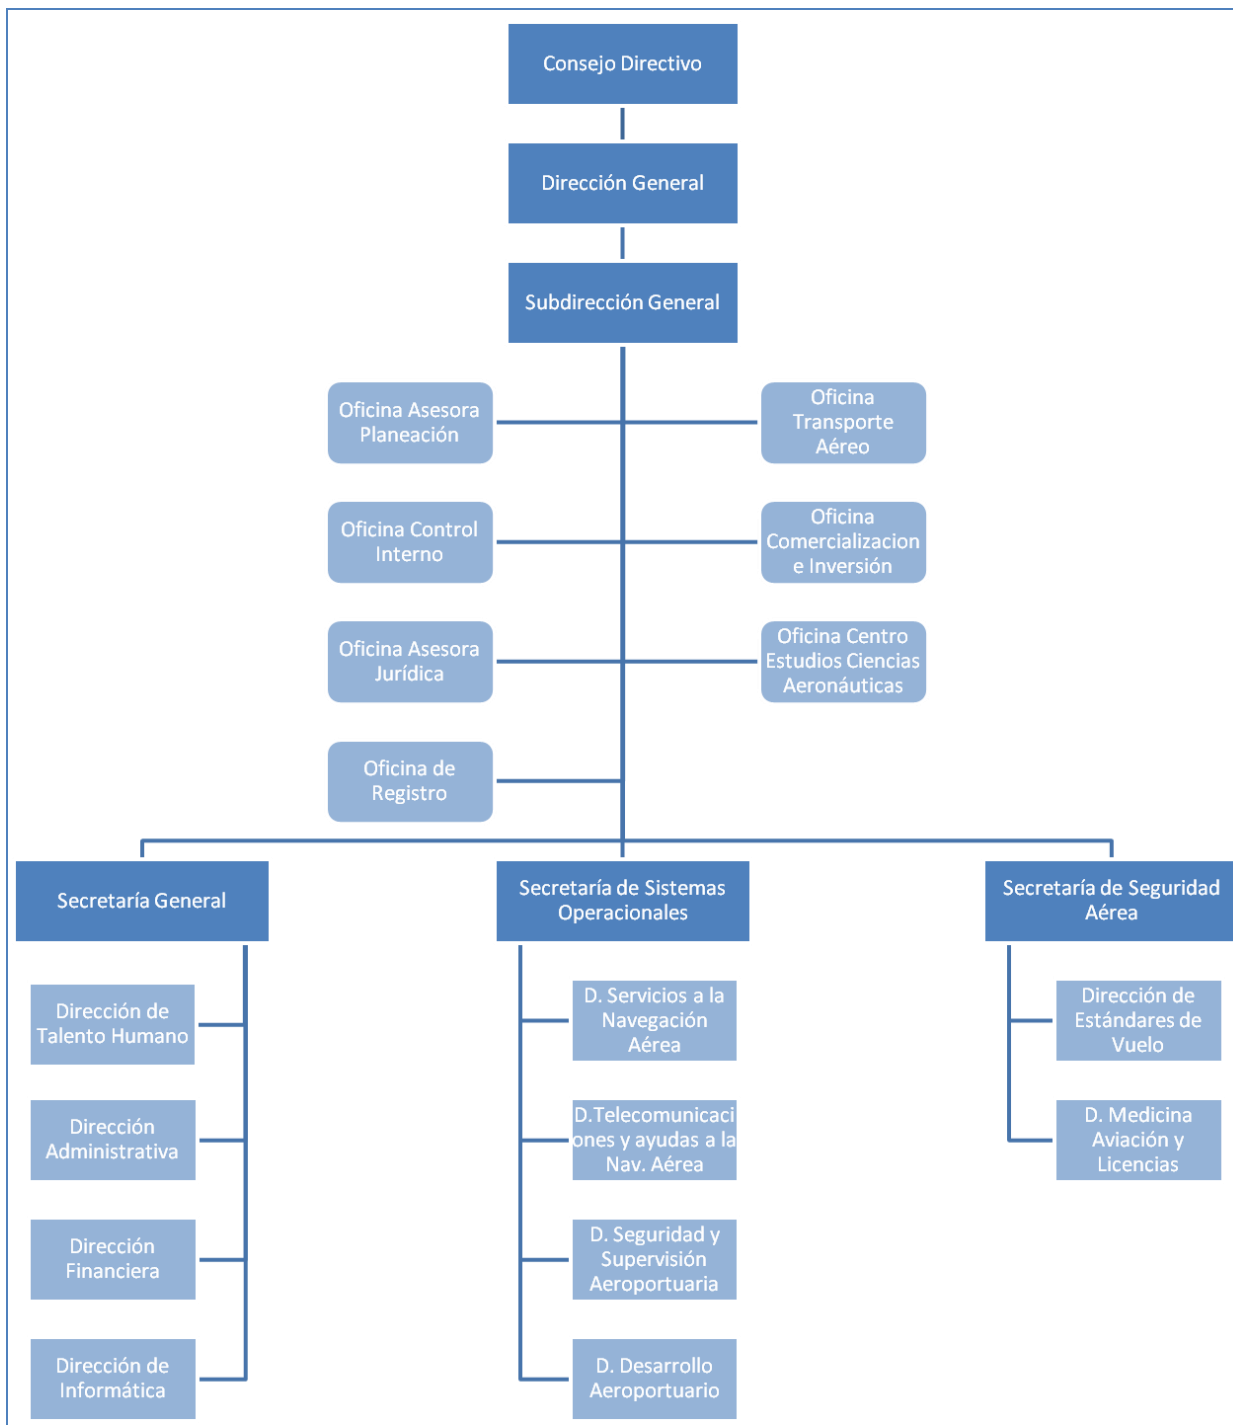 Consejo Directivo
Dirección General
Subdirección General
Oficina Asesora
Planeación
Oficina
Transporte
Aéreo
Oficina Control
Interno
Oficina
Comercializacion
e Inversión
Oficina Asesora
Jurídica
Oficina Centro
Estudios Ciencias
Aeronáuticas
Oficina de
Registro
Secretaría General
Secretaría de Sistemas
Operacionales
Secretaría de Seguridad
Aérea
Dirección de
Talento Humano
Dirección
Administrativa
Dirección
Financiera
Dirección de
Informática
D. Servicios a la
Navegación
Aérea
D.Telecomunicaci
ones y ayudas a la
Nav. Aérea
D. Seguridad y
Supervisión
Aeroportuaria
D. Desarrollo
Aeroportuario
Dirección de
Estándares de
Vuelo
D. Medicina
Aviación y
Licencias